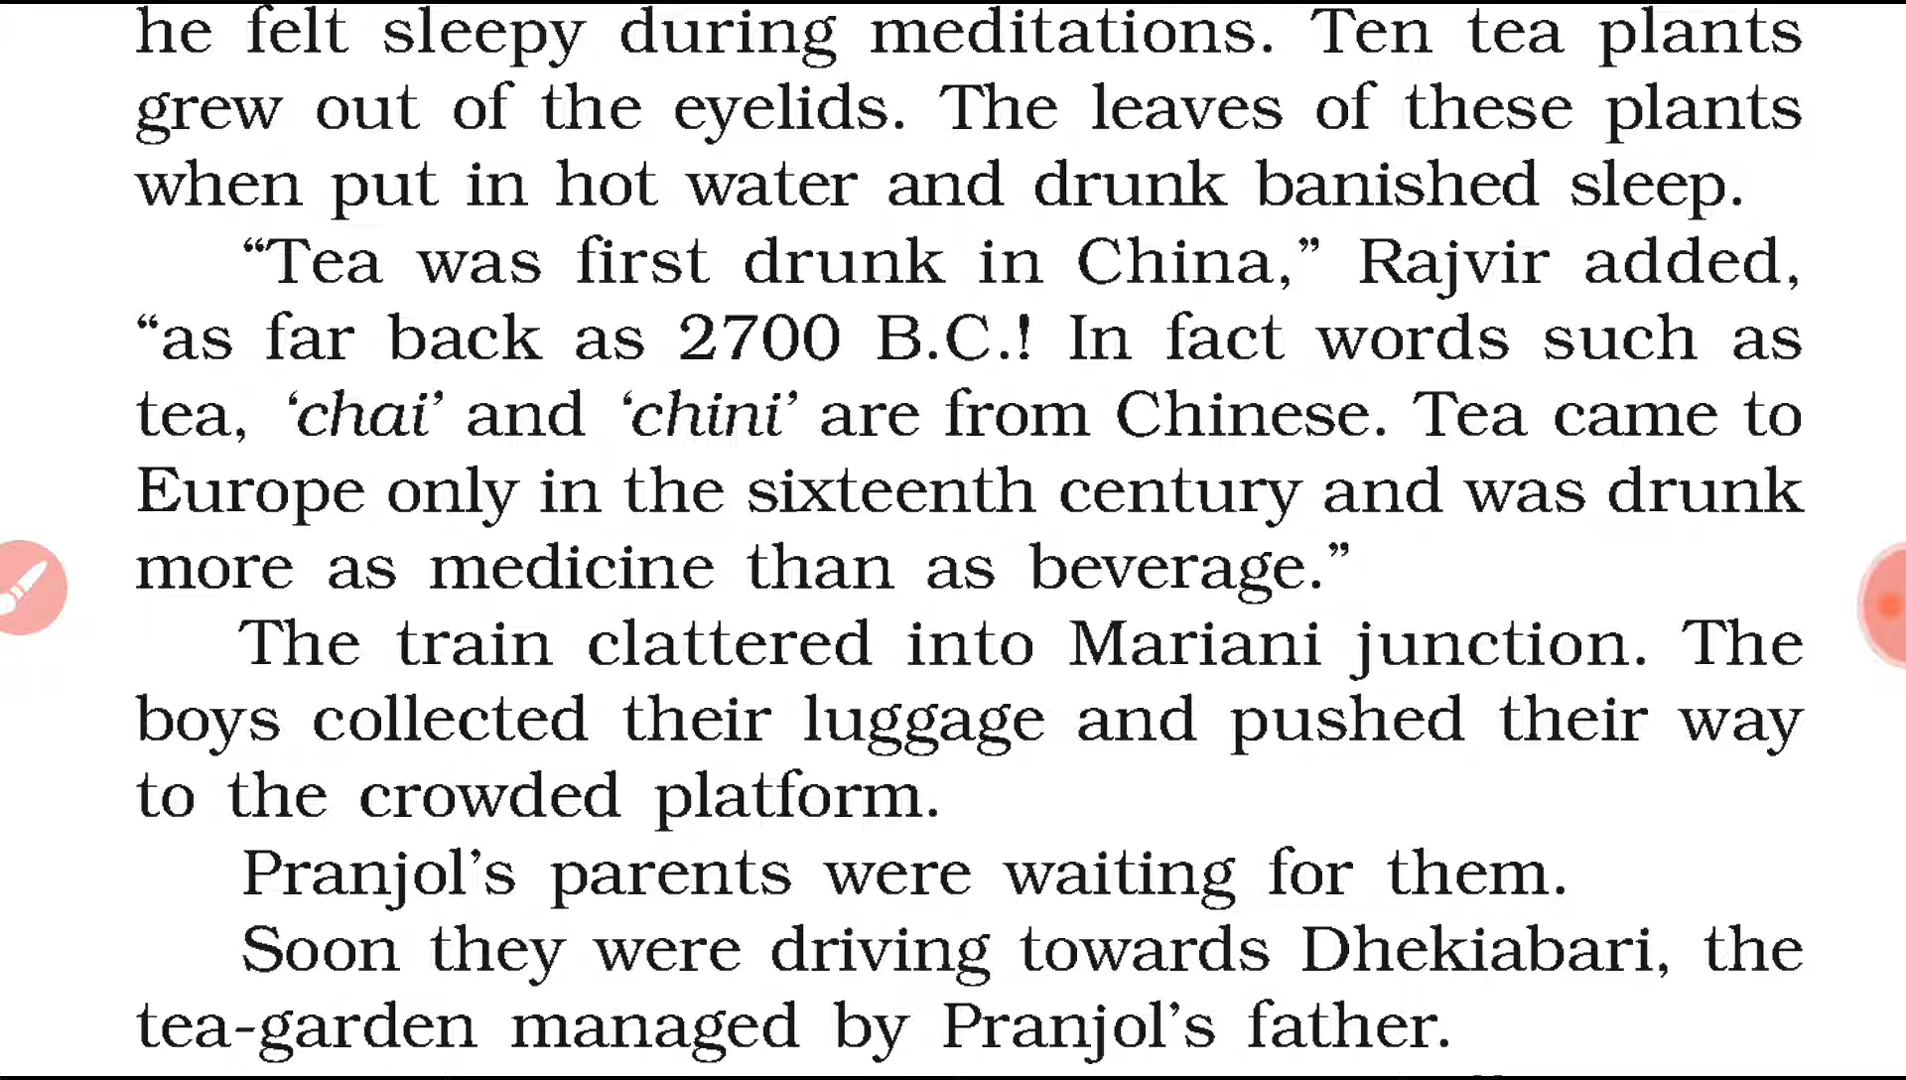 he felt sleepy during meditations. Ten tea plants
grew out of the eyelids. The leaves of these plants
when put in hot water and drunk banished sleep.
“Tea was first drunk in China,” Rajvir added,
“as far back as 2700 B.C.! In fact words such as
tea, ‘chai’ and ‘chini’ are from Chinese. Tea came to
Europe only in the sixteenth century and was drunk
more as medicine than as beverage.”
The train clattered into Mariani junction. The
boys collected their luggage and pushed their way
to the crowded platform.
Pranjol’s parents were waiting for them.
Soon they were driving towards Dhekiabari, the
tea-garden managed by Pranjol’s father.